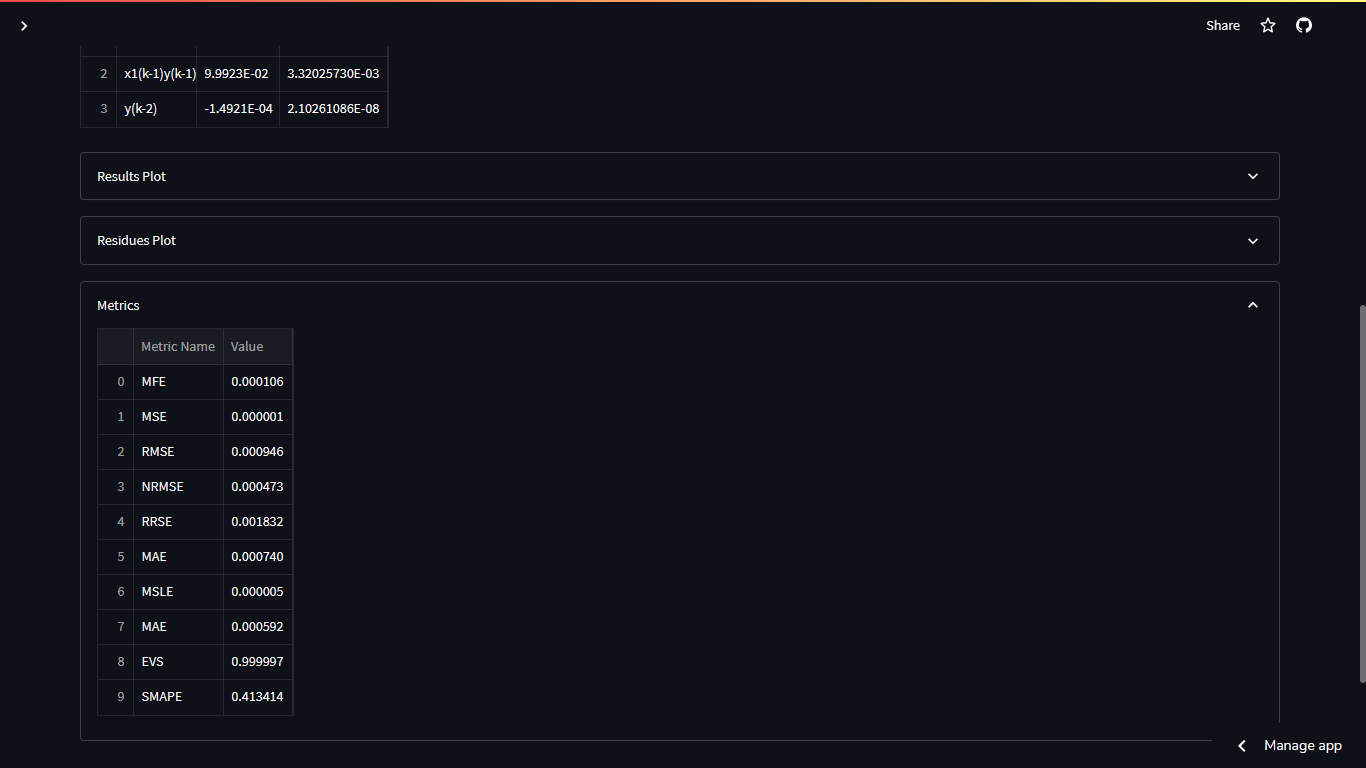 Share
2 x1(k-1)y(k-1) 9.9923E-02 3.32025730E-03
3 y(k-2) -1.4921E-04 2.10261086E-08
Results Plot
Residues Plot
Metrics
Metric Name Value
0 MFE 0.000106
1 MSE 0.000001
2 RMSE 0.000946
3 NRMSE 0.000473
4 RRSE 0.001832
5 MAE 0.000740
6 MSLE 0.000005
7 MAE 0.000592
8 EVS 0.999997
9 SMAPE 0.413414
Manage app